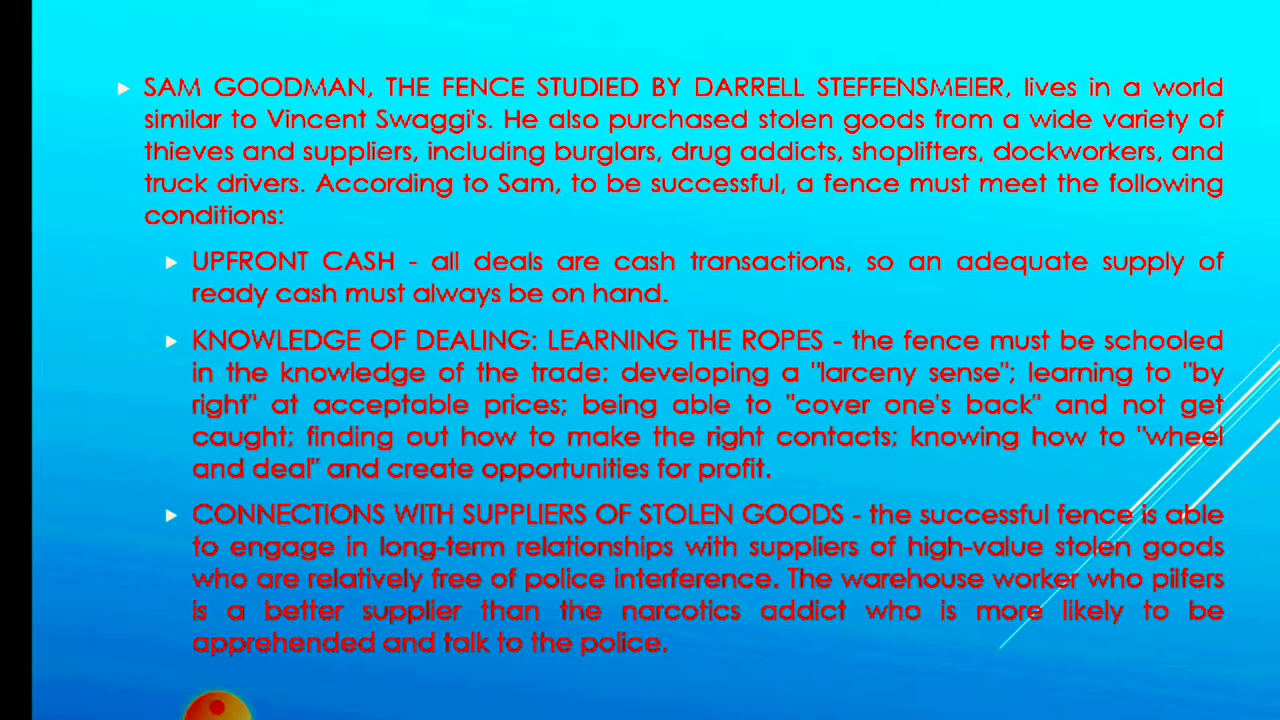 SAM GOODMAN, THE FENCE STUDIED BY DARRELL STEFFENSMEIER, lives in a world
similar to Vincent Swaggi's. He also purchased stolen goods from a wide variety of
thieves and suppliers, including burglars, drug addicts, shoplifters, dockworkers, and
truck drivers. According to Sam, to be successful, a fence must meet the following
conditions:
UPFRONT CASH - all deals are cash transactions, so an adequate supply of
ready cash must always be on hand.
KNOWLEDGE OF DEALING: LEARNING THE ROPES - the fence must be schooled
in the knowledge of the trade: developing a "larceny sense"; learning to "by
right" at acceptable prices; being able to "cover one's back" and not get
caught; finding out how to make the right contacts; knowing how to "wheel
and deal" and create opportunities for profit.
CONNECTIONS WITH SUPPLIERS OF STOLEN GOODS - the successful fence is able
to engage in long-term relationships with suppliers of high-value stolen goods
who are relatively free of police interference. The warehouse worker who pilfers
is a better supplier than the narcotics addict who is more likely to be
apprehended and talk to the police.